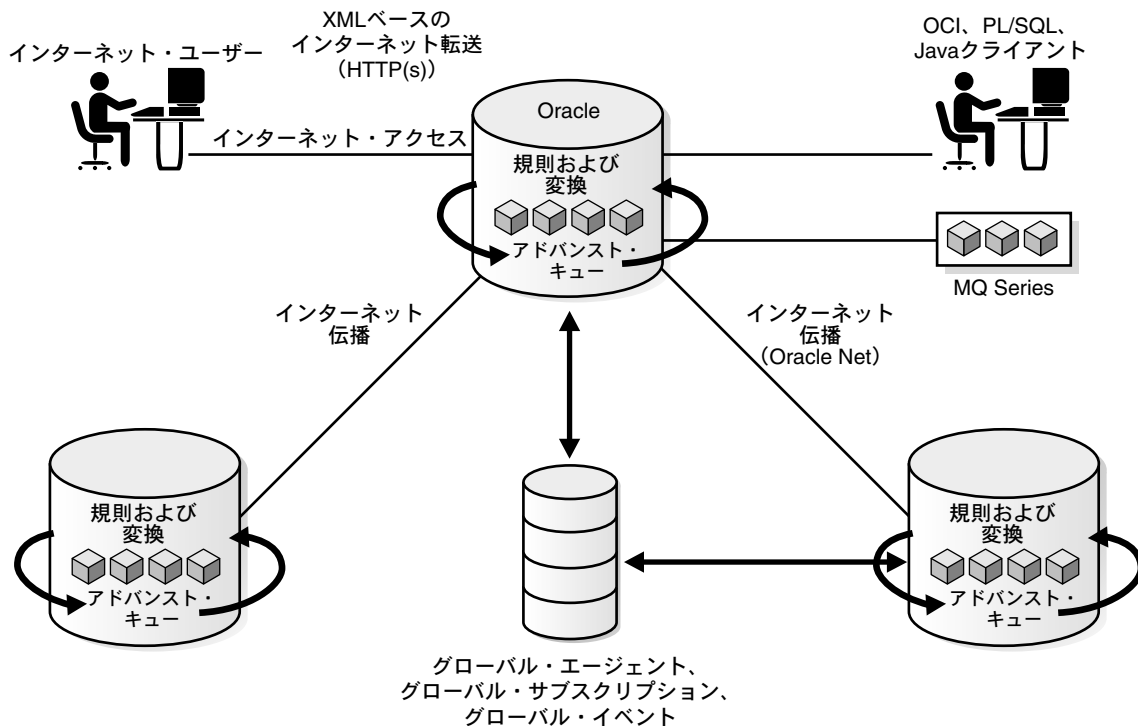 XMLベースの
インターネット転送
（HTTP(s)）
インターネット・ユーザー
OCI、PL/SQL、
Javaクライアント
Oracle
インターネット・アクセス
規則および
変換
アドバンスト・
キュー
MQ Series
インターネット
伝播
インターネット
伝播
（Oracle Net）
規則および
変換
アドバンスト・
キュー
規則および
変換
アドバンスト・
キュー
グローバル・エージェント、
グローバル・サブスクリプション、
グローバル・イベント